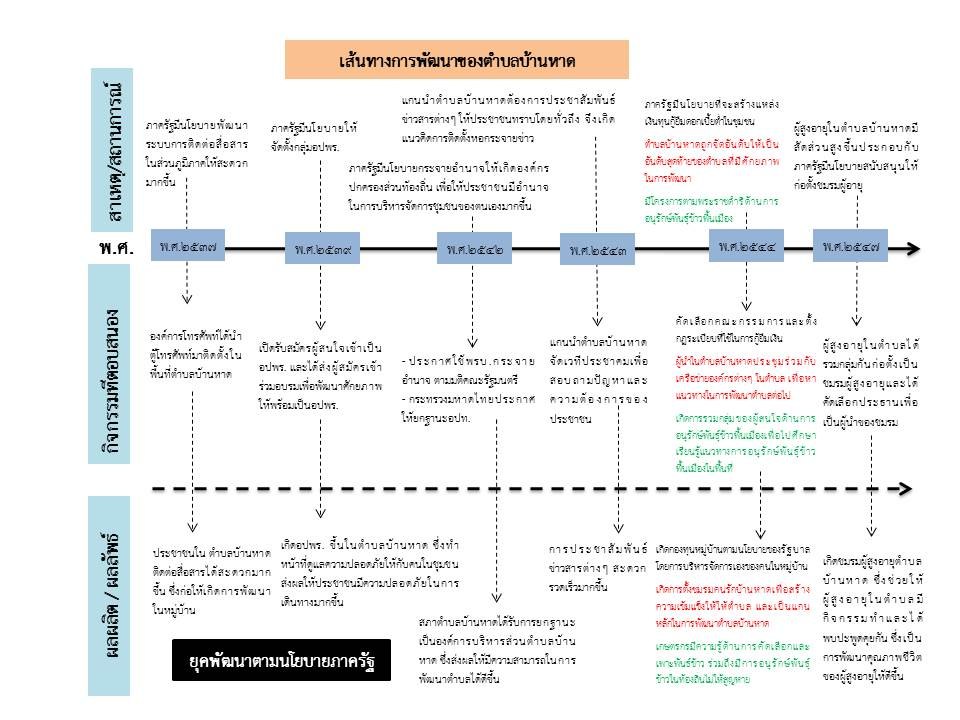 เส้นทางการพัฒนาของตำบลบ้านหาด
สาเหตุ/สถานการณ์
ภาครัฐมีนโยบายพัฒนา
ระบบการติดต่อสื่อสาร
ในส่วนภูมิภาคให้สะดวก
มากขึ้น
ภาครัฐมีนโยบายให้
จัดตั้งกลุ่มอปพร.
แกนนำตำบลบ้านหาดต้องการประชาสัมพันธ์
ข่าวสารต่างๆ ให้ประชาชนทราบโดยทั่วถึง จึงเกิด
แนวคิดการติดตั้งหอกระจายข่าว
ภาครัฐมีนโยบายกระจายอำนาจให้เกิดองค์กร
ปกครองส่วนท้องถิ่น เพื่อให้ประชาชนมีอำนาจ
ในการบริหารจัดการชุมชนของตนเองมากขึ้น
ภาครัฐมีนโยบายที่จะสร้างแหล่ง
เงินทุนกู้ยืมดอกเบี้ยต่ำในชุมชน
ตำบลบ้านหาดถูกจัดอันดับให้เป็น
อันดับสุดท้ายของตำบลที่มีศักยภาพ
ในการพัฒนา
มีโครงการตามพระราชดำริด้านการ
อนุรักษ์พันธุ์ข้าวพื้นเมือง
ผู้สูงอายุในตำบลบ้านหาดมี
สัดส่วนสูงขึ้นประกอบกับ
ภาครัฐมีนโยบายสนับสนุนให้
ก่อตั้งชมรมผู้อายุ
พ.ศ.
พ.ศ.๒๕๓๗
พ.ศ.๒๕๓๙
พ.ศ.๒๕๔๒
พ.ศ.๒๕๔๓
พ.ศ.๒๕๔๔
พ.ศ.๒๕๔๗
กิจกรรมที่ตอบสนอง
องค์การโทรศัพท์ได้นำ
ตู้โทรศัพท์มาติดตั้งใน
พื้นที่ตำบลบ้านหาด
เปิดรับสมัครผู้สนใจเข้าเป็น
อปพร. และได้ส่งผู้สมัครเข้า
ร่วมอบรมเพื่อพัฒนาศักยภาพ
ให้พร้อมเป็นอปพร.
- ประกาศใช้พรบ.กระจาย
อำนาจ ตามมติคณะรัฐมนตรี
- กระทรวงมหาดไทยประกาศ
ให้ยกฐานะอปท.
แกนนำตำบลบ้านหาด
จัดเวทีประชาคมเพื่อ
สอบถามปัญหาและ
ความต้องการของ
ประชาชน
คัดเลือกคณะกรรมการและตั้ง
กฎระเบียบที่ใช้ในการกู้ยืมเงิน
ผู้นำในตำบลบ้านหาดประชุมร่วมกับ
เครือข่ายองค์กรต่างๆ ในตำบล เพื่อหา
แนวทางในการพัฒนาตำบลต่อไป
เกิดการรวมกลุ่มของผู้สนใจด้านการ
อนุรักษ์พันธุ์ข้าวพื้นเมืองเพื่อไปศึกษา
เรียนรู้แนวทางการอนุรักษ์พันธุ์ข้าว
พื้นเมืองในพื้นที่
ผู้สูงอายุในตำบลได้
รวมกลุ่มกันก่อตั้งเป็น
ชมรมผู้สูงอายุและได้
คัดเลือกประธานเพื่อ
เป็นผู้นำของชมรม
ผลผลิต / ผลลัพธ์
ประชาชนใน ตำบลบ้านหาด
ติดต่อสื่อสารได้สะดวกมาก
ขึ้น ซึ่งก่อให้เกิดการพัฒนา
ในหมู่บ้าน
เกิดอปพร. ขึ้นในตำบลบ้านหาด ซึ่งทำ
หน้าที่ดูแลความปลอดภัยให้กับคนในชุมชน
ส่งผลให้ประชาชนมีความปลอดภัยในการ
เดินทางมากขึ้น
สภาตำบลบ้านหาดได้รับการยกฐานะ
เป็นองค์การบริหารส่วนตำบลบ้าน
หาด ซึ่งส่งผลให้มีความสามารถในการ
พัฒนาตำบลได้ดีขึ้น
การประชาสัมพันธ์
ข่าวสารต่างๆ สะดวก
รวดเร็วมากขึ้น
เกิดกองทุนหมู่บ้านตามนโยบายของรัฐบาล
โดยการบริหารจัดการเองของคนในหมู่บ้าน
เกิดการตั้งชมรมคนรักบ้านหาดเพื่อสร้าง
ความเข้มแข็งให้ให้ตำบล และเป็นแกน
หลักในการพัฒนาตำบลบ้านหาด
เกษตรกรมีความรู้ด้านการคัดเลือกและ
เพาะพันธ์ข้าว ร่วมถึงมีการอนุรักษ์พันธุ์
ข้าวในท้องถิ่นไม่ให้สูญหาย
เกิดชมรมผู้สูงอายุตำบล
บ้านหาด ซึ่งช่วยให้
ผู้สูงอายุในตำบลมี
กิจกรรมทำและได้
พบปะพูดคุยกัน ซึ่งเป็น
การพัฒนาคุณภาพชีวิต
ของผู้สูงอายุให้ดีขึ้น
ยุคพัฒนาตามนโยบายภาครัฐ